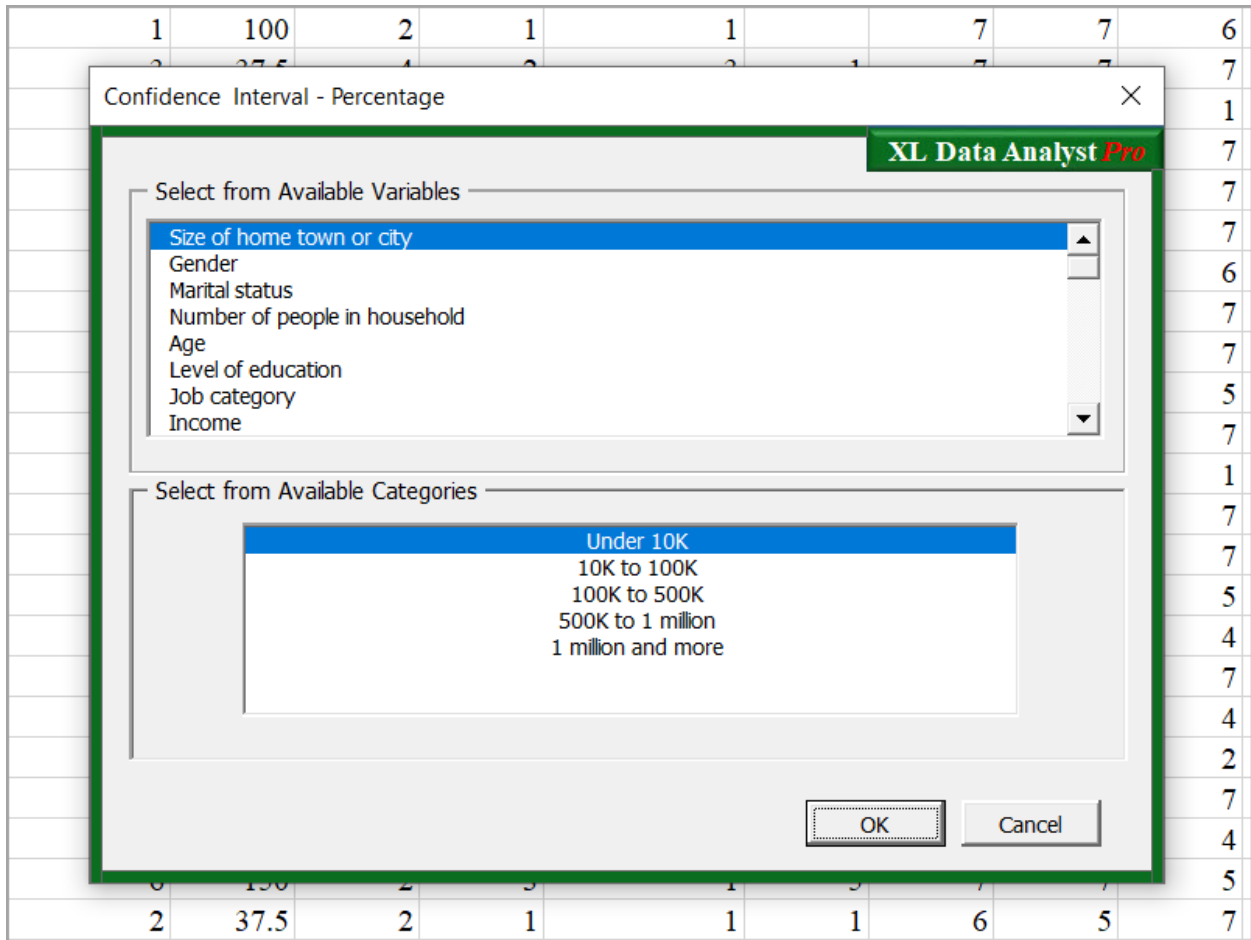 1 100 2 1 1 7 7 6
7
Confidence Interval - Percentage
1
XL Data Analyst Pro
7
Select from Available Variables
7
Size of home town or city
7
Gender
6
Marital status
Number of people in household
7
Age
7
Level of education
Job category
5
Income
7
1
Select from Available Categories
7
Under 10K
7
10K to 100K
100K to 500K
5
500K to 1 million
4
1 million and more
7
4
2
7
OK Cancel
4
5
2 37.5 2 1 1 1 6 5 7